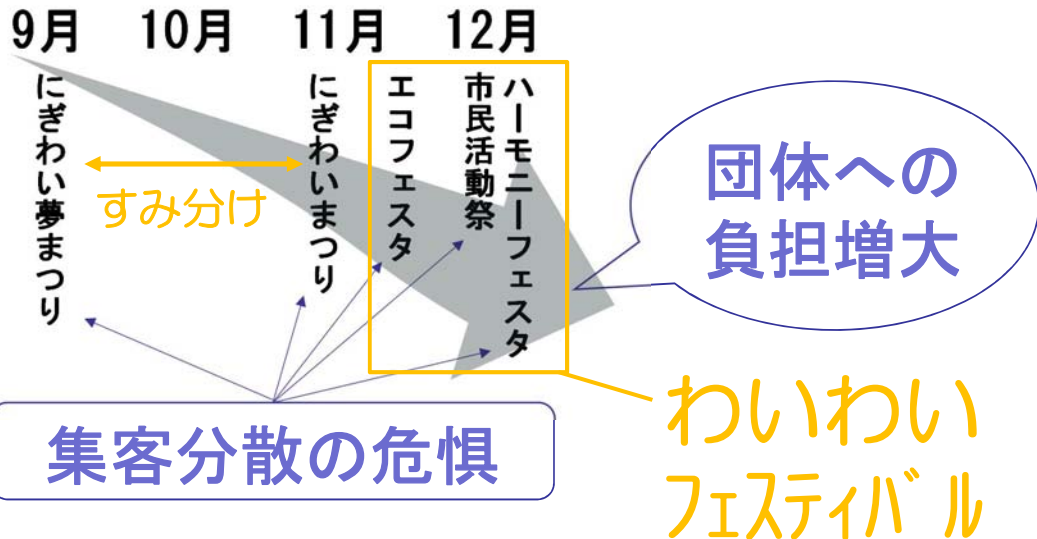 9月 10月 11月 12月
にぎわい夢まつり
にぎわいまつり
エコフェスタ
市民活動祭
ハーモニーフェスタ
すみ分け
団体への
負担増大
集客分散の危惧
わいわい
フェスティバル